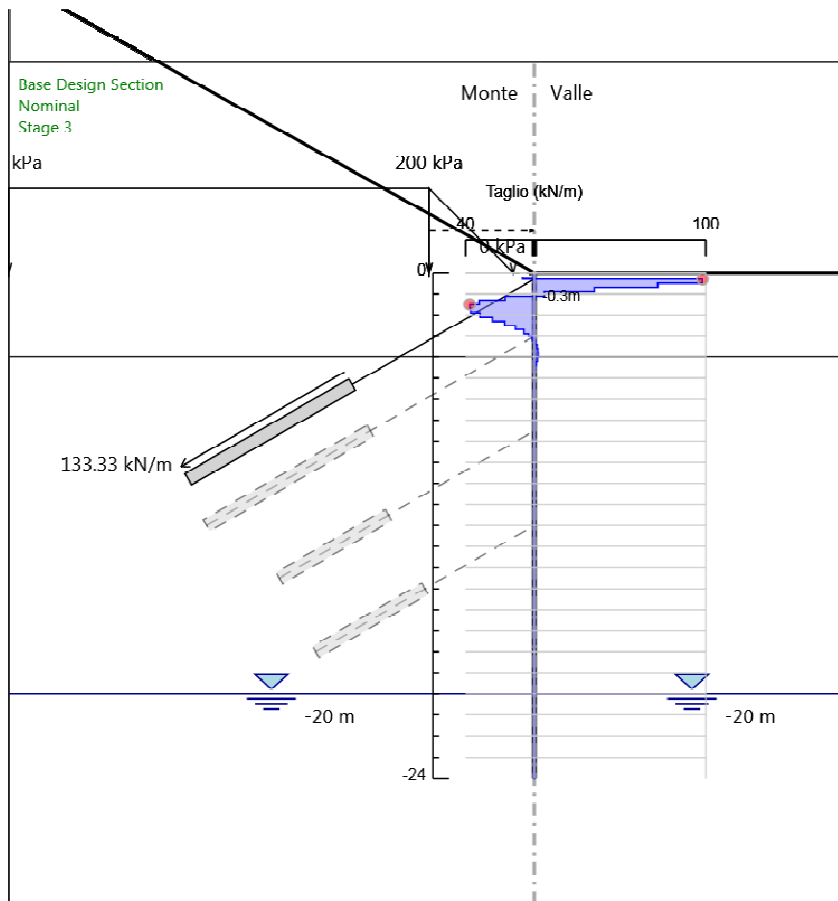 Base Design Section
Nominal
Stage 3
Monte
Valle
kPa
200 kPa
Taglio (kN/m)
40
100
0 kPa
0
-0.3m
133.33 kN/m
-20 m
-20 m
-24